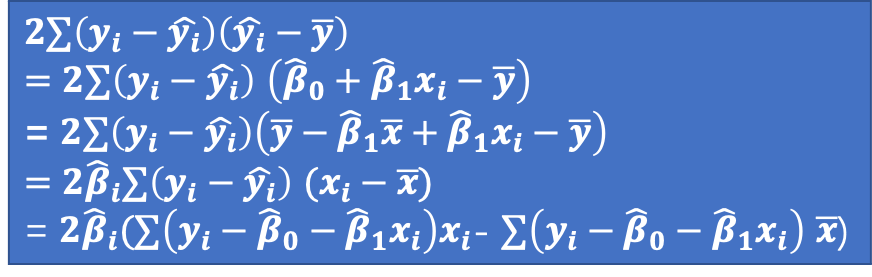 2∑(yᵢ − ŷᵢ)(ŷᵢ − y̅)
= 2∑(yᵢ − ŷᵢ) (β̂₀ + β̂₁xᵢ − y̅)
= 2∑(yᵢ − ŷᵢ)(y̅ − β̂₁x̅ + β̂₁xᵢ − y̅)
= 2β̂ᵢ∑(yᵢ − ŷᵢ) (xᵢ − x̅)
= 2β̂ᵢ(∑(yᵢ − β̂₀ − β̂₁xᵢ)xᵢ− ∑(yᵢ − β̂₀ − β̂₁xᵢ) x̅)